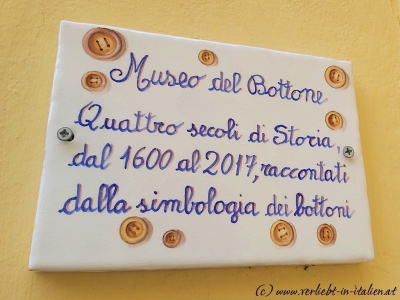 Museo del Bottone
Quattro secoli di Storia,
dal 1600 al 2017, raccontati
dalla simbologia dei bottoni
(c) www.verliebt-in-italien.at